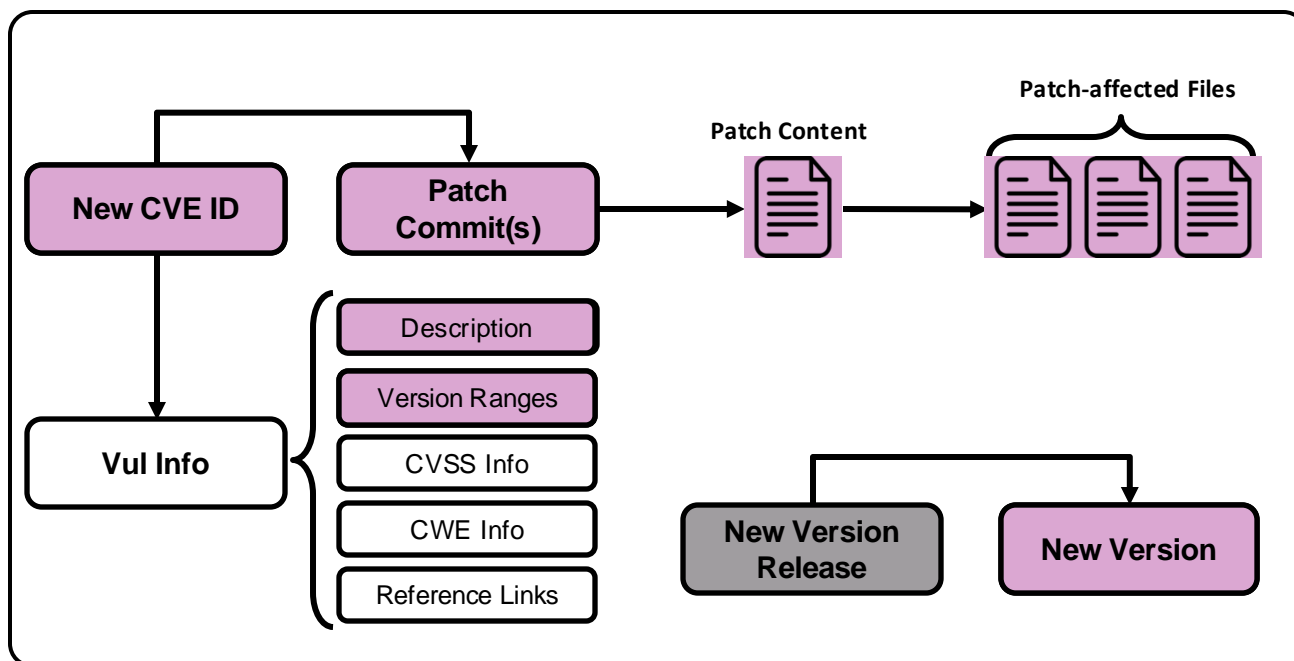 Patch-affected Files
Patch Content
New CVE ID
Patch
Commit(s)
Description
Version Ranges
Vul Info
CVSS Info
CWE Info
Reference Links
New Version
Release
New Version